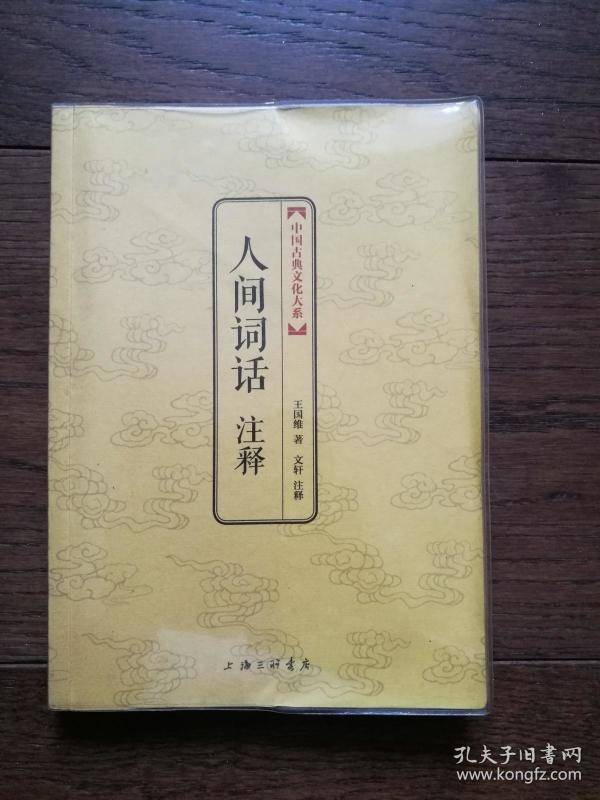 中国古典文化大系
人间词话 注释
王国维 著 文轩 注释
上海三联书店
孔夫子旧書网
www.kongfz.com